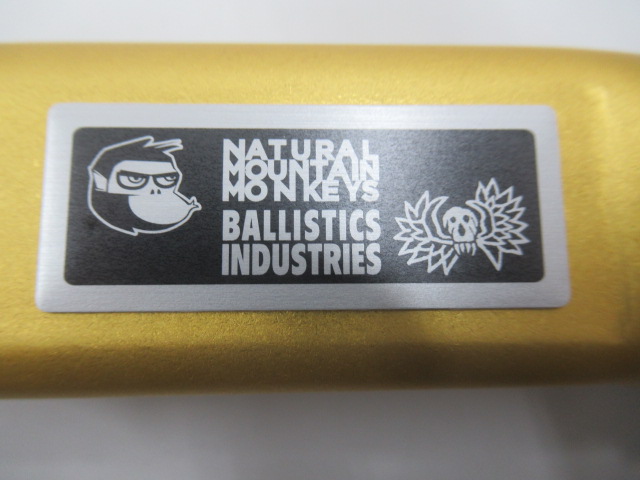 NATURAL
MOUNTAIN
MONKEYS
BALLISTICS
INDUSTRIES